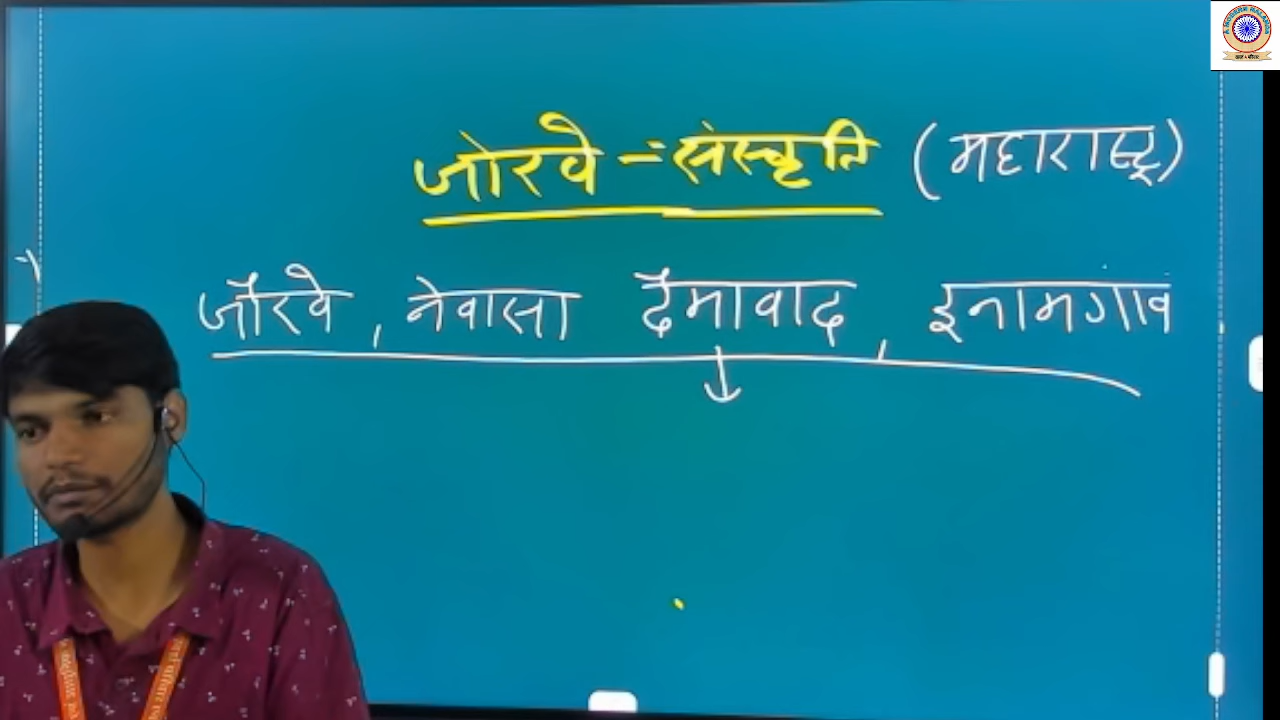 जोरवे - संस्कृति (महाराष्ट्र)
जोरवे, नेवासा दैमावाद, इनामगांव